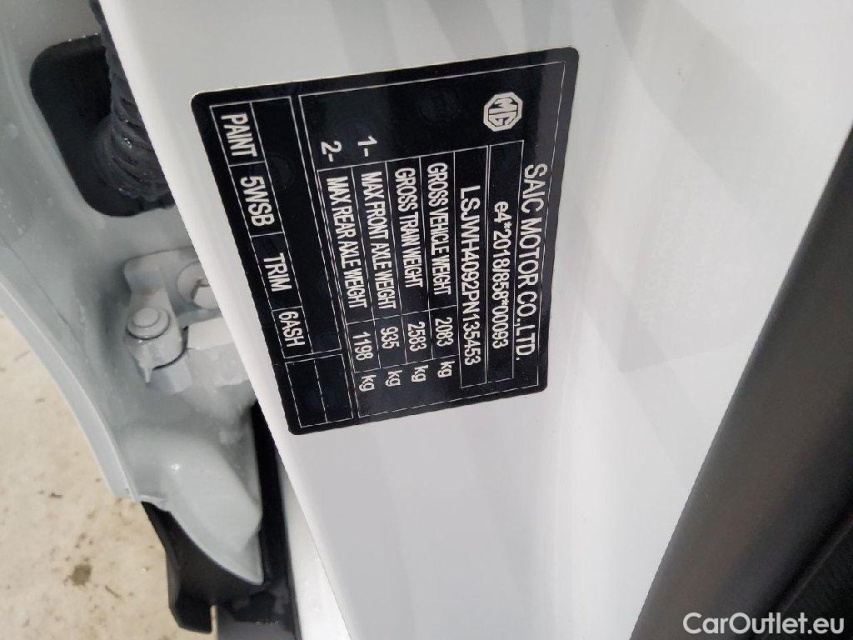 MG
SAIC MOTOR CO.,LTD.
e4*2018/858*00093
LSJWH4092PN135453
GROSS VEHICLE WEIGHT 2083 kg
GROSS TRAIN WEIGHT 2583 kg
1- MAX FRONT AXLE WEIGHT 935 kg
2- MAX REAR AXLE WEIGHT 1198 kg
PAINT 5WSB TRIM 6ASH
CarOutlet.eu